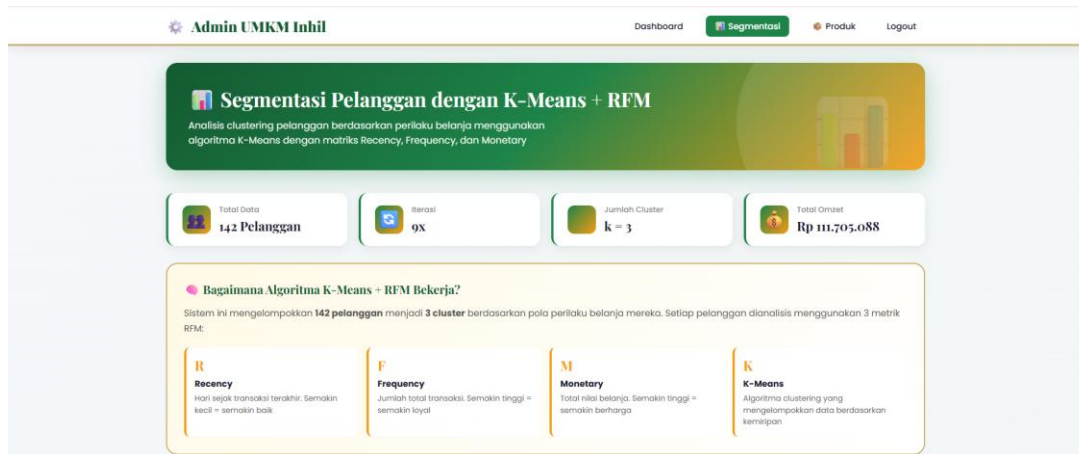 Admin UMKM Inhil
Dashboard
Segmentasi
Produk
Logout
Segmentasi Pelanggan dengan K-Means + RFM
Analisis clustering pelanggan berdasarkan perilaku belanja menggunakan
algoritma K-Means dengan matriks Recency, Frequency, dan Monetary
Total Data
142 Pelanggan
Iterasi
9x
Jumlah Cluster
k = 3
Total Omzet
Rp 111.705.088
Bagaimana Algoritma K-Means + RFM Bekerja?
Sistem ini mengelompokkan 142 pelanggan menjadi 3 cluster berdasarkan pola perilaku belanja mereka. Setiap pelanggan dianalisis menggunakan 3 metrik
RFM:
R
Recency
Hari sejak transaksi terakhir. Semakin
kecil = semakin baik
F
Frequency
Jumlah total transaksi. Semakin tinggi =
semakin loyal
M
Monetary
Total nilai belanja. Semakin tinggi =
semakin berharga
K
K-Means
Algoritma clustering yang
mengelompokkan data berdasarkan
kemiripan